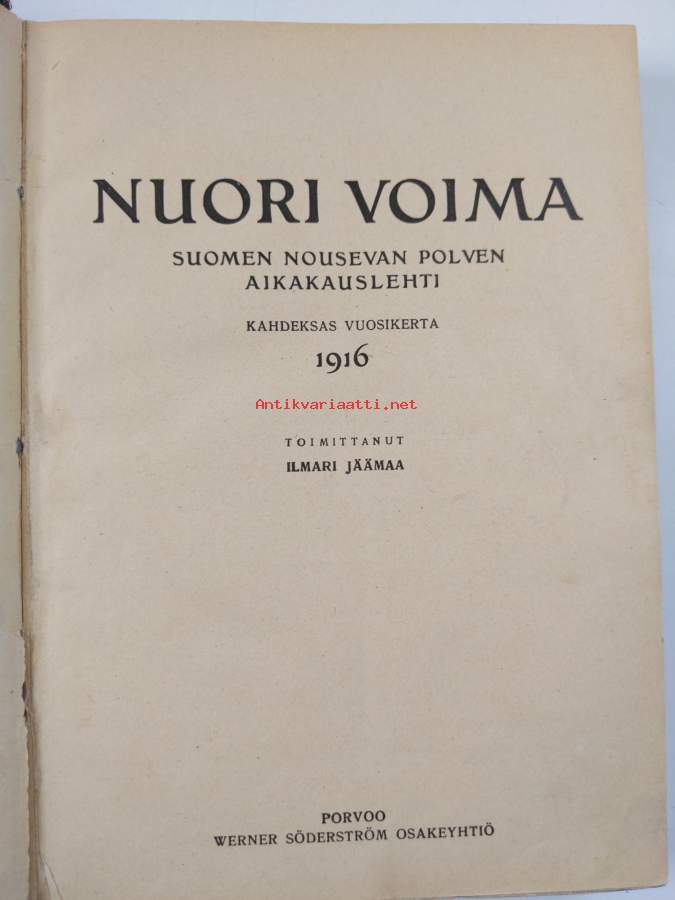 NUORI VOIMA
SUOMEN NOUSEVAN POLVEN
AIKAKAUSLEHTI
KAHDEKSAS VUOSIKERTA
1916
Antikvariaatti.net
TOIMITTANUT
ILMARI JÄÄMAA
PORVOO
WERNER SÖDERSTRÖM OSAKEYHTIÖ